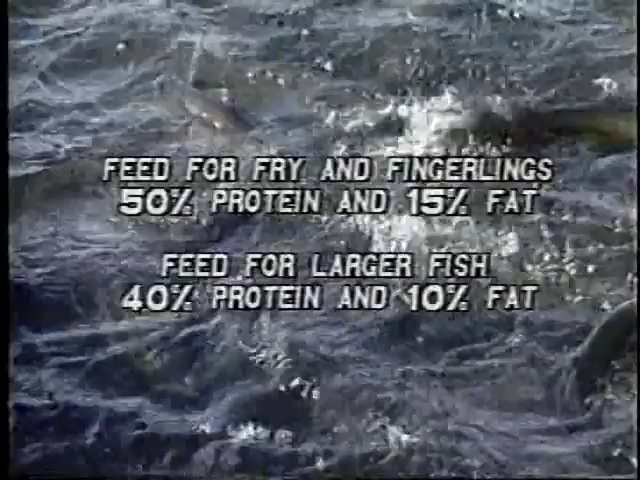 FEED FOR FRY AND FINGERLINGS
50% PROTEIN AND 15% FAT
FEED FOR LARGER FISH
40% PROTEIN AND 10% FAT